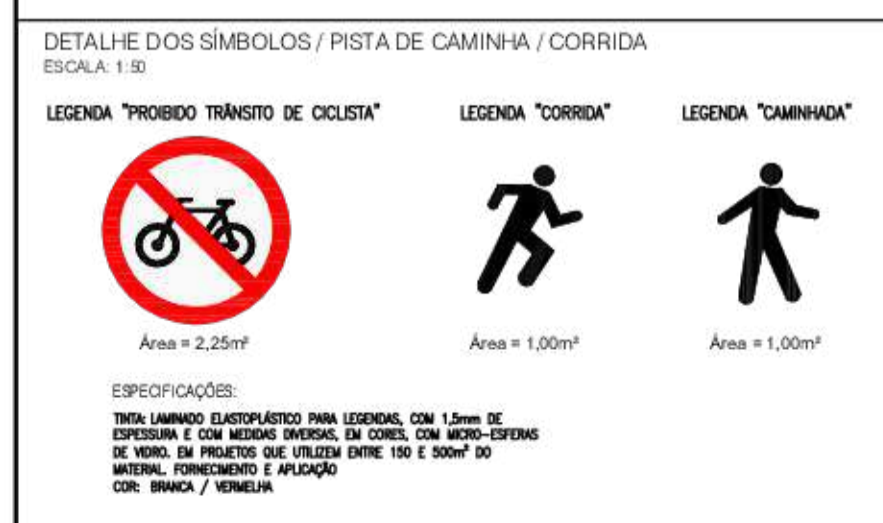 DETALHE DOS SÍMBOLOS / PISTA DE CAMINHA / CORRIDA
ESCALA: 1:50
LEGENDA "PROIBIDO TRÂNSITO DE CICLISTA"
LEGENDA "CORRIDA"
LEGENDA "CAMINHADA"
Área = 2,25m²
Área = 1,00m²
Área = 1,00m²
ESPECIFICAÇÕES:
TINTA: LAMINADO ELASTOPLÁSTICO PARA LEGENDAS, COM 1,5mm DE
ESPESSURA E COM MEDIDAS DIVERSAS, EM CORES, COM MICRO-ESFERAS
DE VIDRO. EM PROJETOS QUE UTILIZEM ENTRE 150 E 500m² DO
MATERIAL. FORNECIMENTO E APLICAÇÃO
COR: BRANCA / VERMELHA